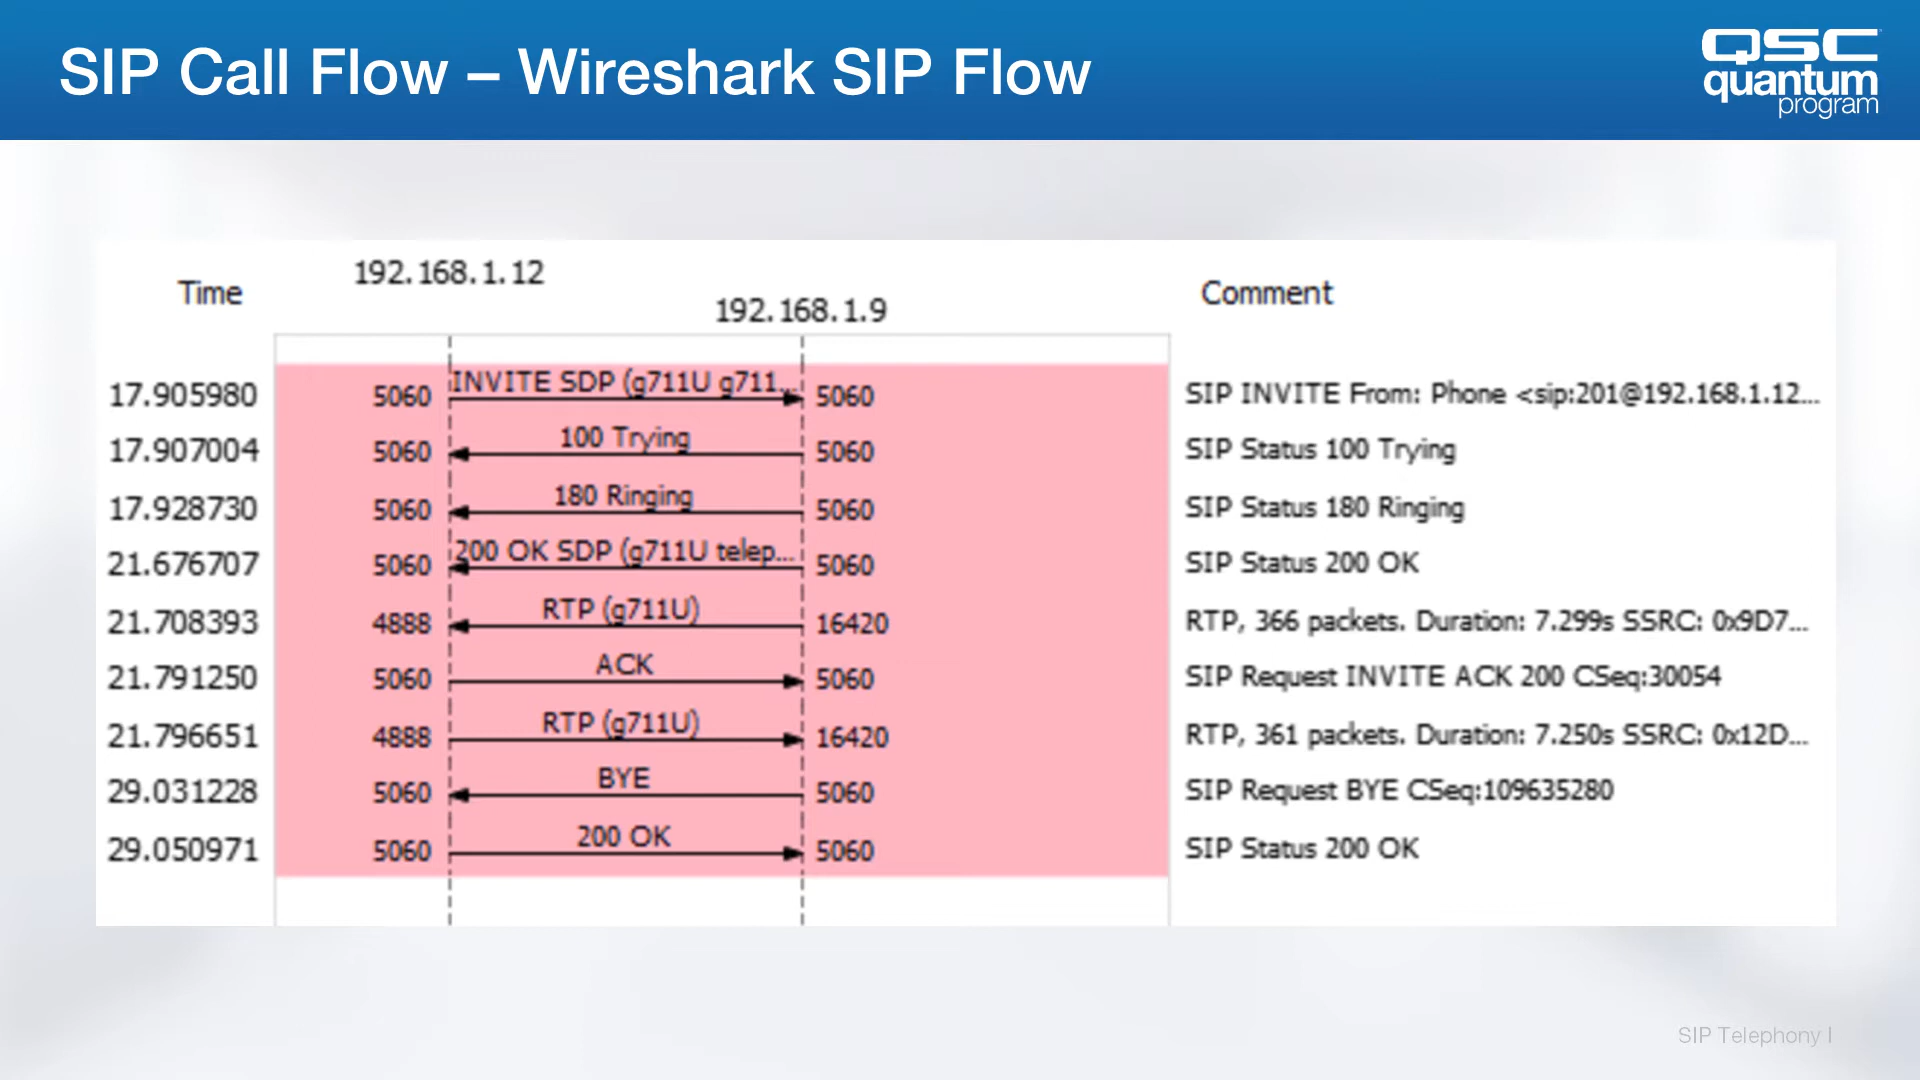 SIP Call Flow – Wireshark SIP Flow
QSC
quantum
program
Time 192.168.1.12 192.168.1.9 Comment
17.905980 5060 INVITE SDP (g711U g711... 5060 SIP INVITE From: Phone <sip:201@192.168.1.12...
17.907004 5060 100 Trying 5060 SIP Status 100 Trying
17.928730 5060 180 Ringing 5060 SIP Status 180 Ringing
21.676707 5060 200 OK SDP (g711U telep... 5060 SIP Status 200 OK
21.708393 4888 RTP (g711U) 16420 RTP, 366 packets. Duration: 7.299s SSRC: 0x9D7...
21.791250 5060 ACK 5060 SIP Request INVITE ACK 200 CSeq:30054
21.796651 4888 RTP (g711U) 16420 RTP, 361 packets. Duration: 7.250s SSRC: 0x12D...
29.031228 5060 BYE 5060 SIP Request BYE CSeq:109635280
29.050971 5060 200 OK 5060 SIP Status 200 OK
SIP Telephony I